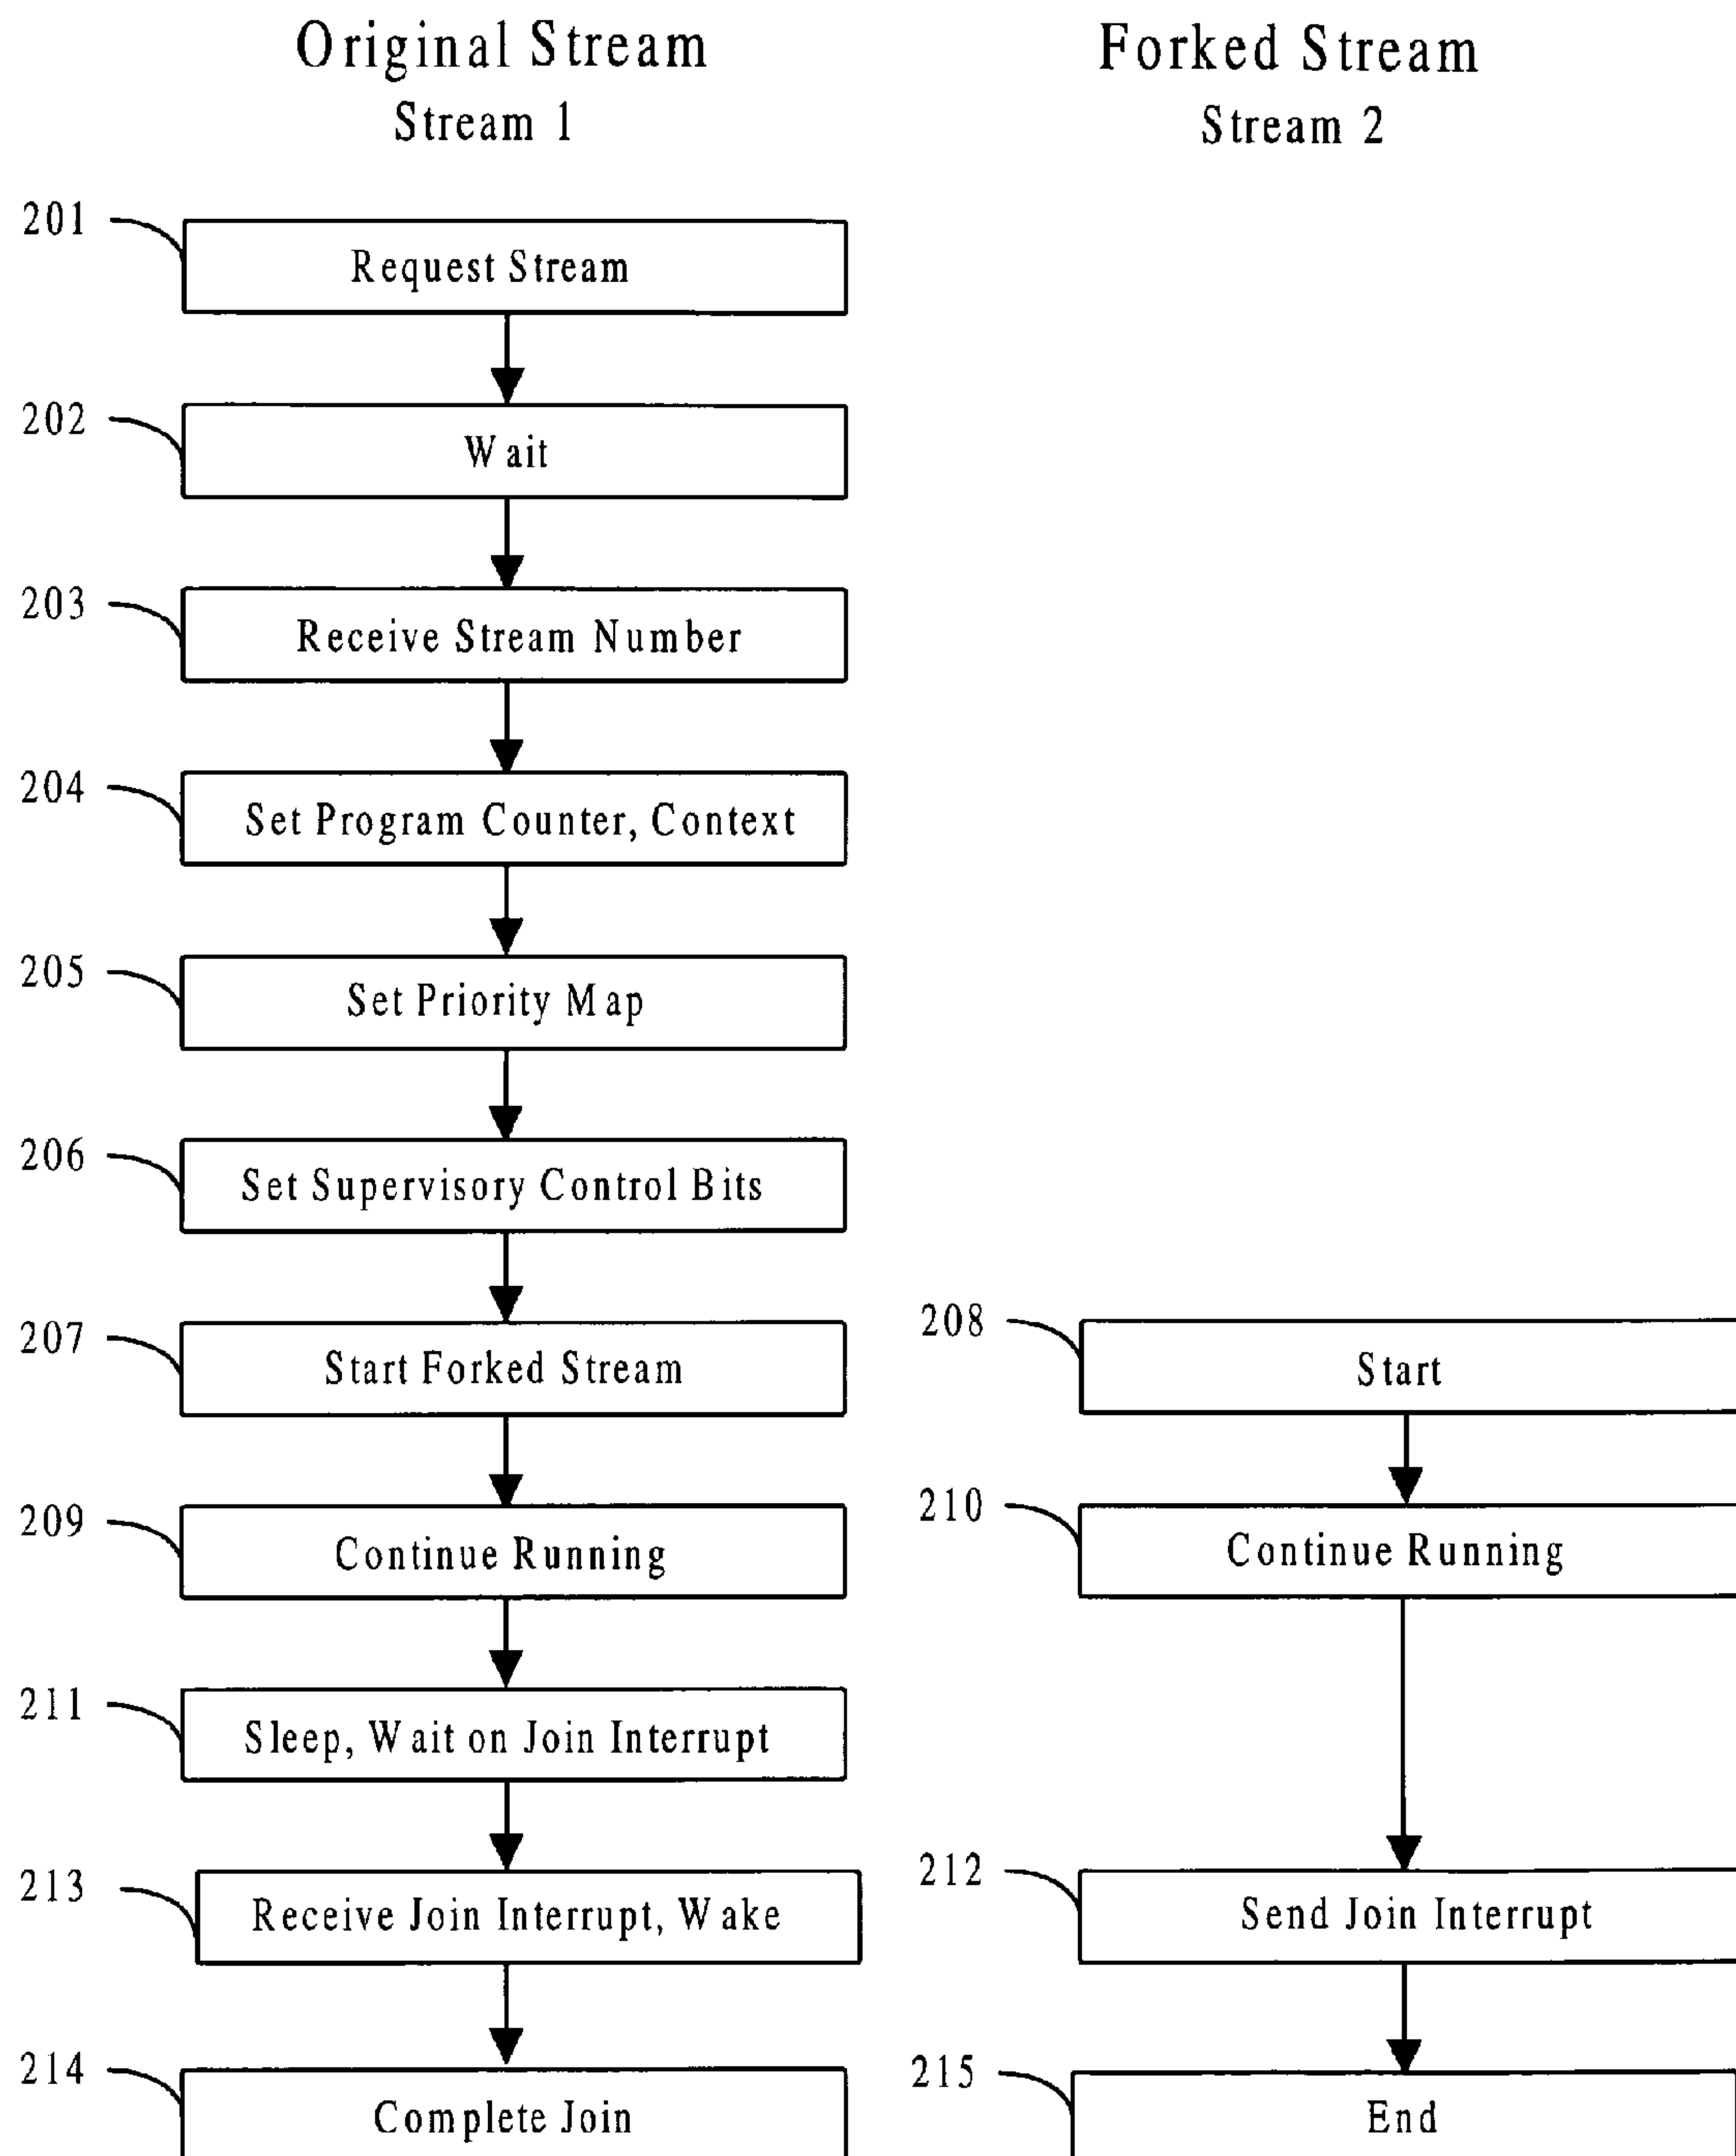 Original Stream
Stream 1
Forked Stream
Stream 2
201
Request Stream
202
Wait
203
Receive Stream Number
204
Set Program Counter, Context
205
Set Priority Map
206
Set Supervisory Control Bits
207
Start Forked Stream
208
Start
209
Continue Running
210
Continue Running
211
Sleep, Wait on Join Interrupt
213
Receive Join Interrupt, Wake
212
Send Join Interrupt
214
Complete Join
215
End